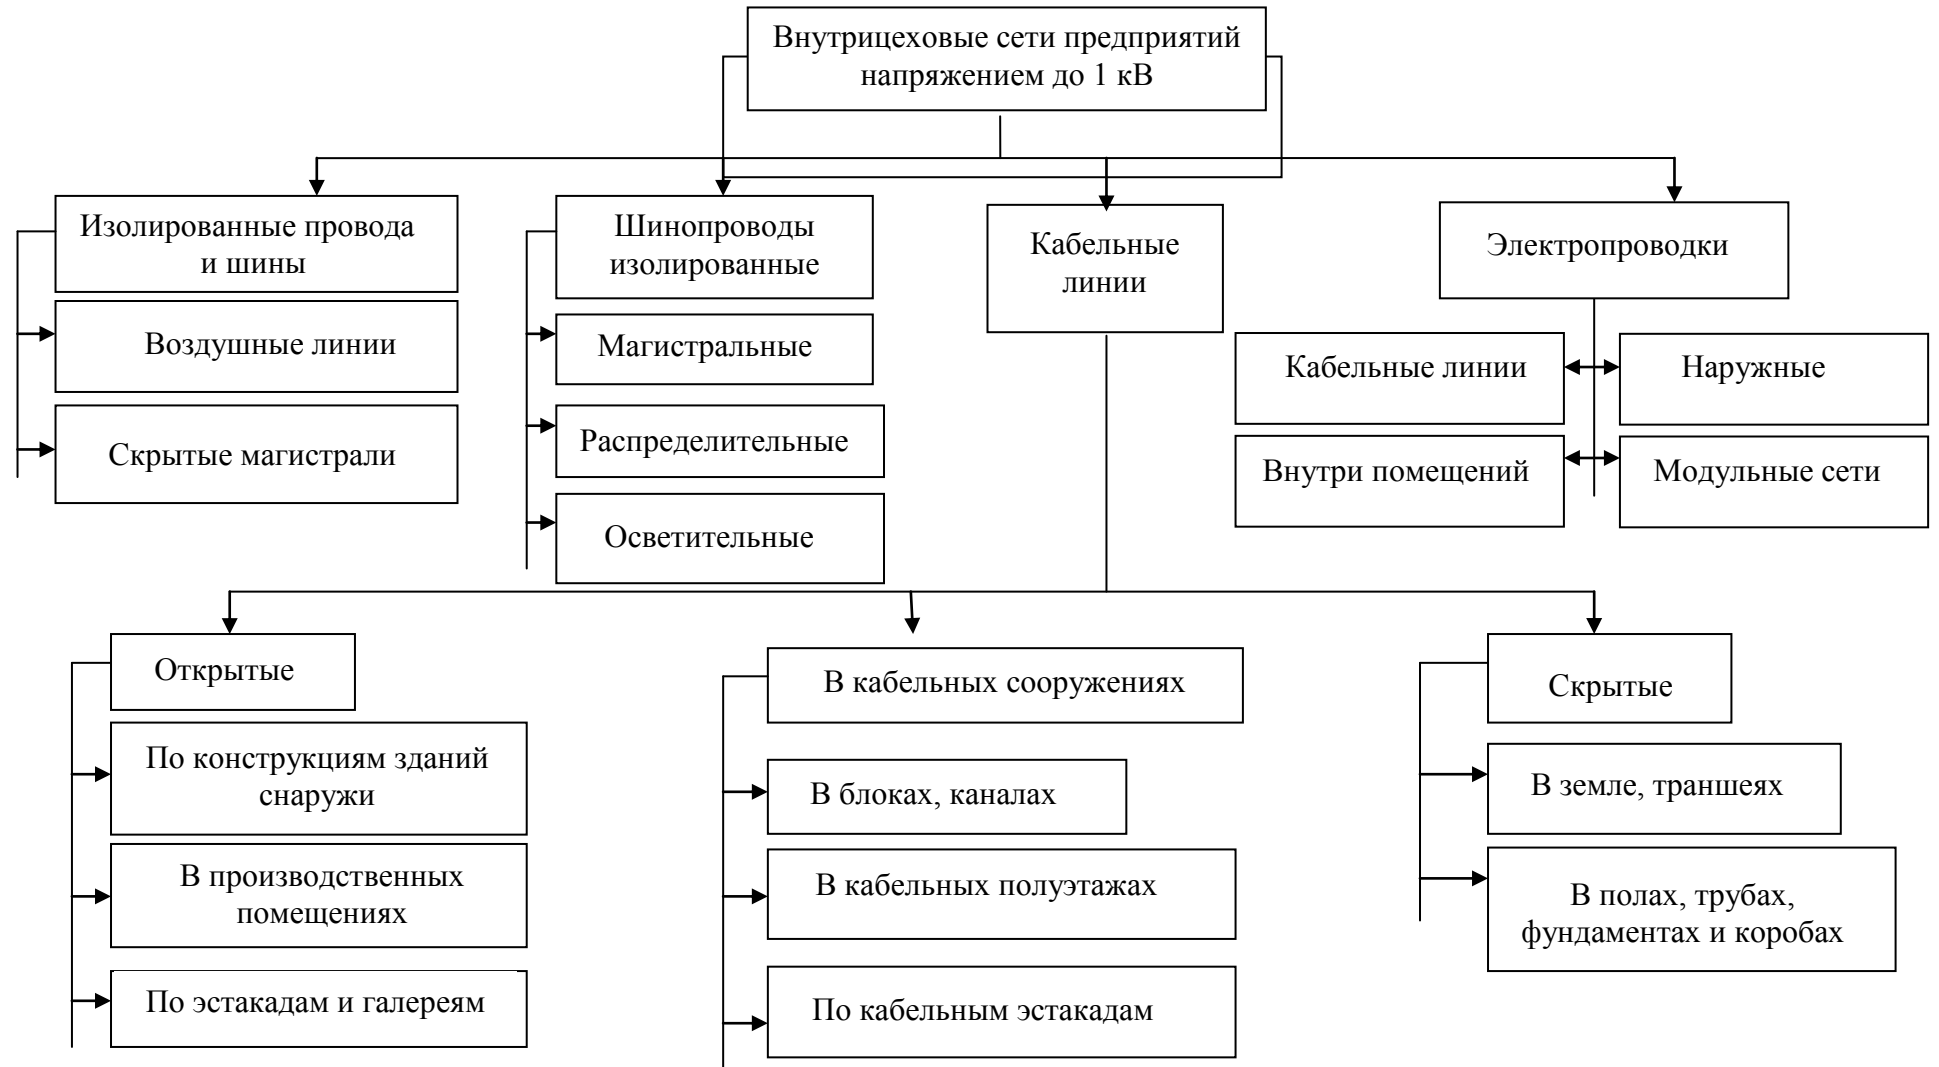 Внутрицеховые сети предприятий
напряжением до 1 кВ
Изолированные провода
и шины
Воздушные линии
Скрытые магистрали
Шинопроводы
изолированные
Магистральные
Распределительные
Осветительные
Кабельные
линии
Электропроводки
Кабельные линии
Наружные
Внутри помещений
Модульные сети
Открытые
По конструкциям зданий
снаружи
В производственных
помещениях
По эстакадам и галереям
В кабельных сооружениях
В блоках, каналах
В кабельных полуэтажах
По кабельным эстакадам
Скрытые
В земле, траншеях
В полах, трубах,
фундаментах и коробах